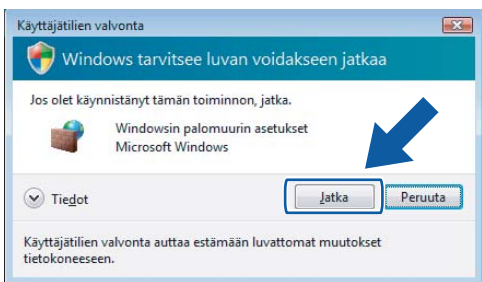 Käyttäjätilien valvonta
Windows tarvitsee luvan voidakseen jatkaa
Jos olet käynnistänyt tämän toiminnon, jatka.
Windowsin palomuurin asetukset
Microsoft Windows
Tiedot
Jatka
Peruuta
Käyttäjätilien valvonta auttaa estämään luvattomat muutokset
tietokoneeseen.